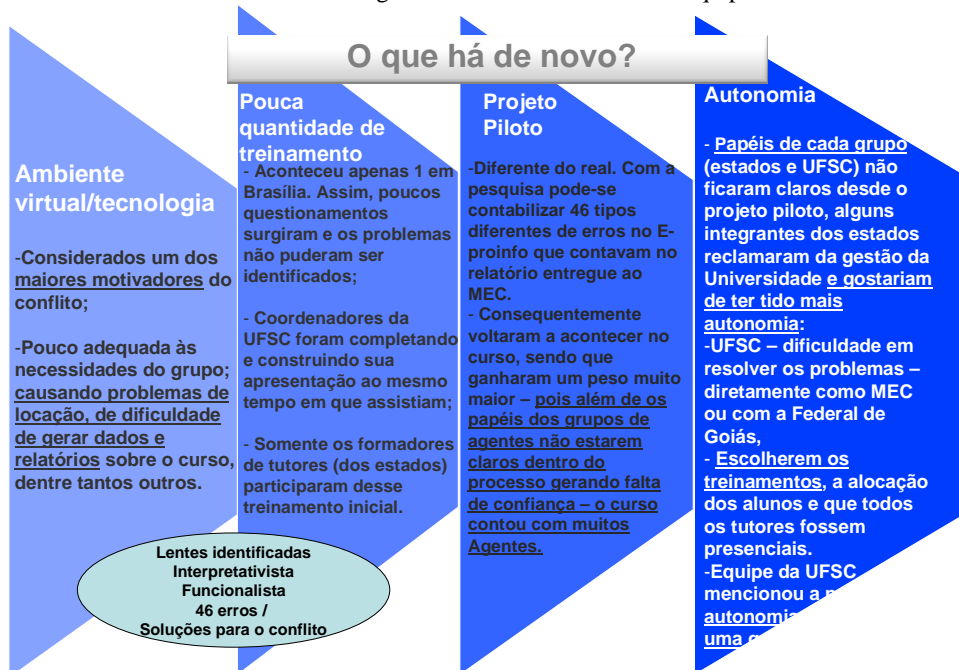 O que há de novo?
Ambiente
virtual/tecnologia
-Considerados um dos
maiores motivadores do
conflito;
-Pouco adequada às
necessidades do grupo;
causando problemas de
locação, de dificuldade
de gerar dados e
relatórios sobre o curso,
dentre tantos outros.
Pouca
quantidade de
treinamento
- Aconteceu apenas 1 em
Brasília. Assim, poucos
questionamentos
surgiram e os problemas
não puderam ser
identificados;
- Coordenadores da
UFSC foram completando
e construindo sua
apresentação ao mesmo
tempo em que assistiam;
- Somente os formadores
de tutores (dos estados)
participaram desse
treinamento inicial.
Projeto
Piloto
-Diferente do real. Com a
pesquisa pode-se
contabilizar 46 tipos
diferentes de erros no E-
proinfo que contavam no
relatório entregue ao
MEC.
- Consequentemente
voltaram a acontecer no
curso, sendo que
ganharam um peso muito
maior – pois além de os
papéis dos grupos de
agentes não estarem
claros dentro do
processo gerando falta
de confiança – o curso
contou com muitos
Agentes.
Autonomia
- Papéis de cada grupo
(estados e UFSC) não
ficaram claros desde o
projeto piloto, alguns
integrantes dos estados
reclamaram da gestão da
Universidade e gostariam
de ter tido mais
autonomia:
-UFSC – dificuldade em
resolver os problemas –
diretamente como MEC
ou com a Federal de
Goiás,
- Escolherem os
treinamentos, a alocação
dos alunos e que todos
os tutores fossem
presenciais.
-Equipe da UFSC
mencionou a
autonomia
uma
Lentes identificadas
Interpretativista
Funcionalista
46 erros /
Soluções para o conflito